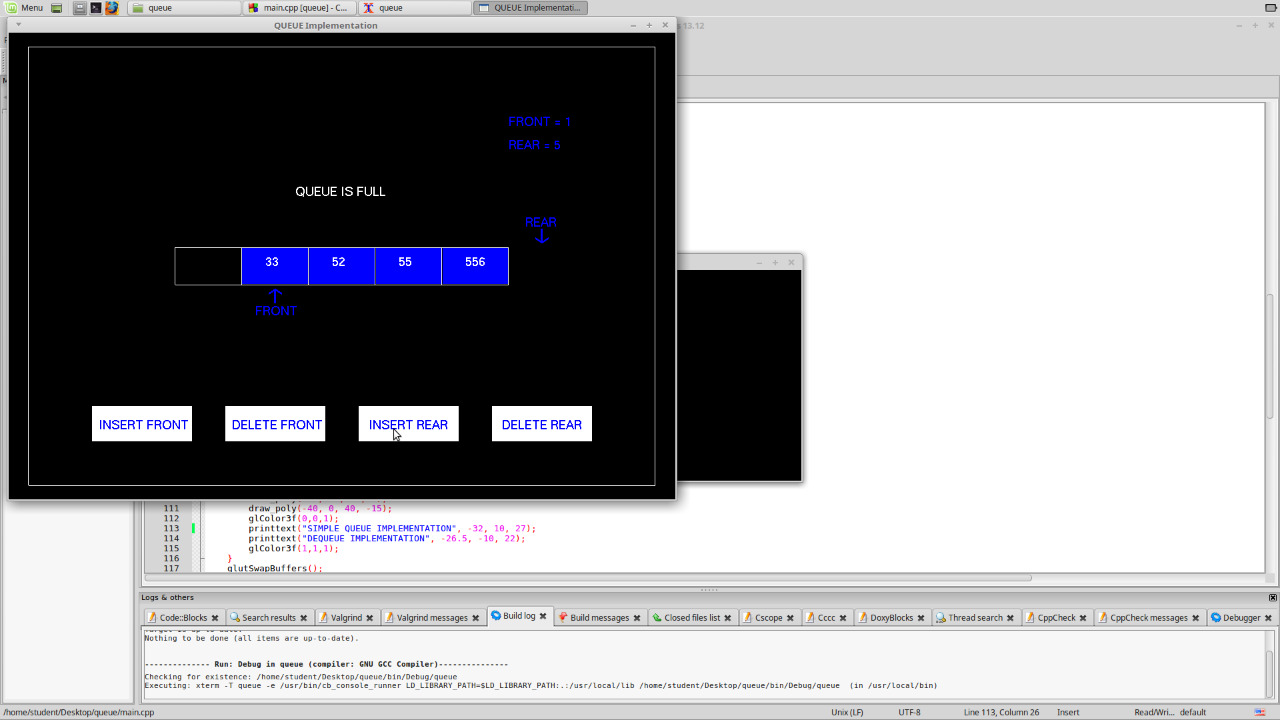 Menu queue main.cpp [queue] - C... queue QUEUE Implementati...
QUEUE Implementation
13.12
FRONT = 1
REAR = 5
QUEUE IS FULL
REAR
33 52 55 556
FRONT
INSERT FRONT DELETE FRONT INSERT REAR DELETE REAR
111 draw_poly(-40, 0, 40, -15);
112 glColor3f(0,0,1);
113 printtext("SIMPLE QUEUE IMPLEMENTATION", -32, 10, 27);
114 printtext("DEQUEUE IMPLEMENTATION", -26.5, -10, 22);
115 glColor3f(1,1,1);
116 }
117 glutSwapBuffers();
Logs & others
Code::Blocks Search results Valgrind Valgrind messages Build log Build messages Closed files list Cscope Cccc DoxyBlocks Thread search CppCheck CppCheck messages Debugger
Nothing to be done (all items are up-to-date).
-------------- Run: Debug in queue (compiler: GNU GCC Compiler)---------------
Checking for existence: /home/student/Desktop/queue/bin/Debug/queue
Executing: xterm -T queue -e /usr/bin/cb_console_runner LD_LIBRARY_PATH=$LD_LIBRARY_PATH:.:/usr/local/lib /home/student/Desktop/queue/bin/Debug/queue (in /usr/local/bin)
/home/student/Desktop/queue/main.cpp Unix (LF) UTF-8 Line 113, Column 26 Insert Read/Wri... default